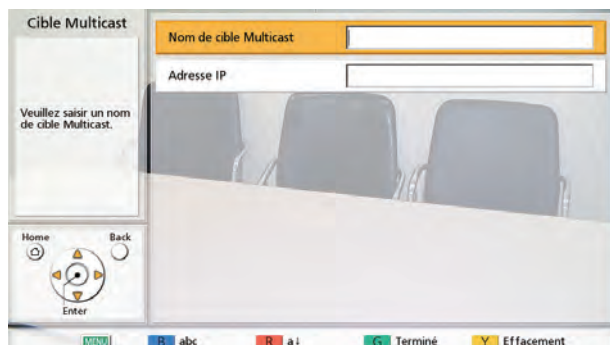 Cible Multicast
Nom de cible Multicast
Adresse IP
Veuillez saisir un nom
de cible Multicast.
Home Back
Enter
MENU B abc R a↓ G Terminé Y Effacement